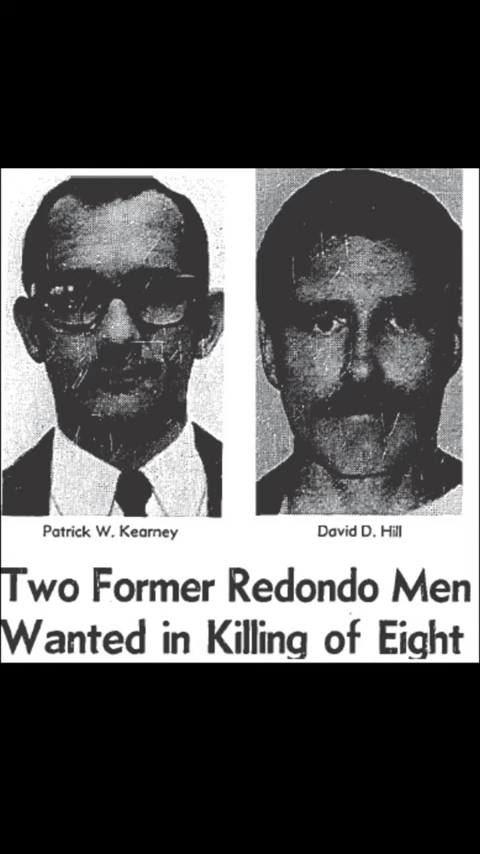 Patrick W. Kearney
David D. Hill
Two Former Redondo Men
Wanted in Killing of Eight